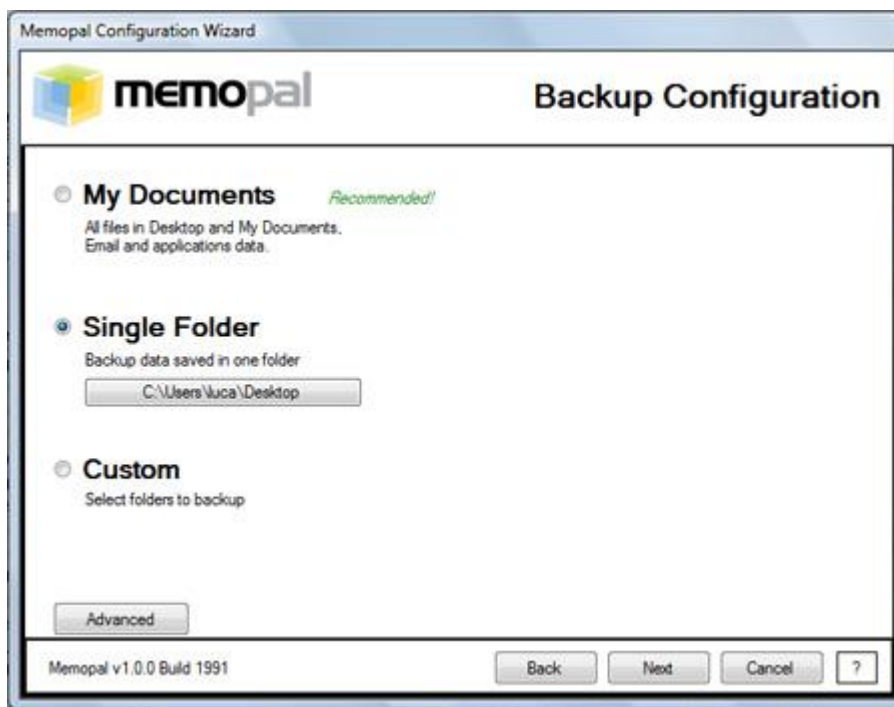 Memopal Configuration Wizard
memopal
Backup Configuration
My Documents Recommended!
All files in Desktop and My Documents,
Email and applications data.
Single Folder
Backup data saved in one folder
C:\Users\luca\Desktop
Custom
Select folders to backup
Advanced
Memopal v1.0.0 Build 1991
Back Next Cancel ?